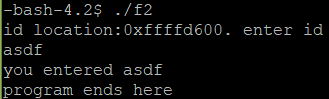 -bash-4.2$ ./f2
id location:0xffffd600. enter id
asdf
you entered asdf
program ends here